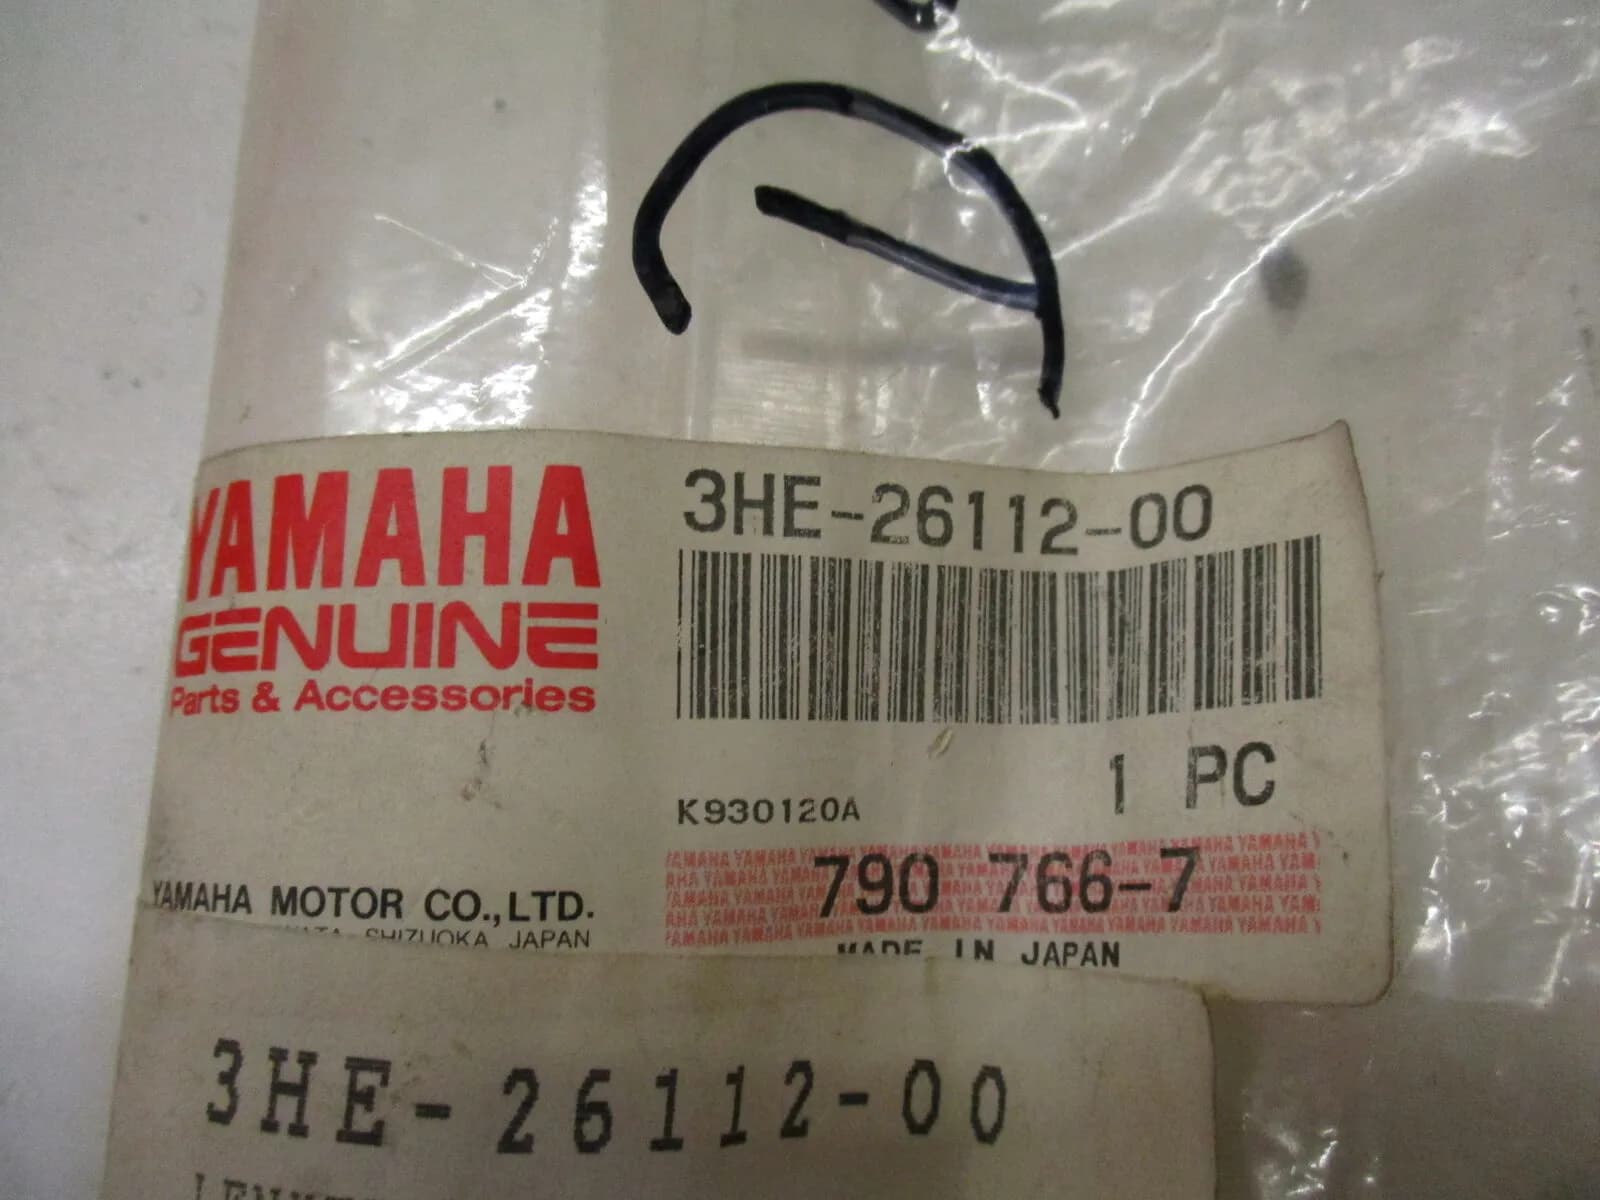 YAMAHA
GENUINE
Parts & Accessories
3HE-26112-00
1 PC
K930120A
790 766-7
YAMAHA MOTOR CO., LTD.
SHIZUOKA JAPAN
MADE IN JAPAN
3HE-26112-00